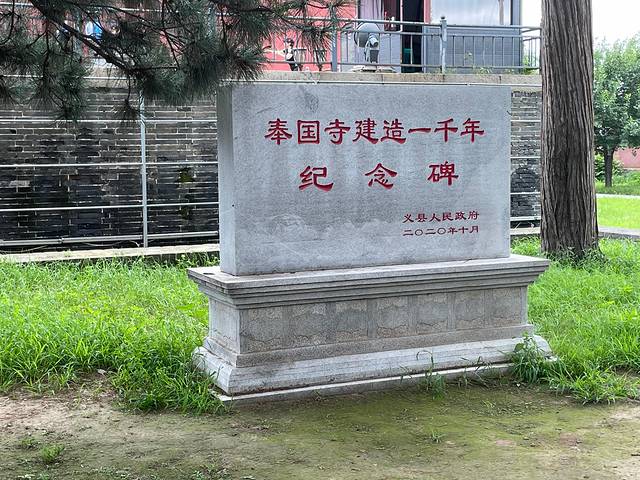 奉国寺建造一千年
纪念碑
义县人民政府
二〇二〇年十月